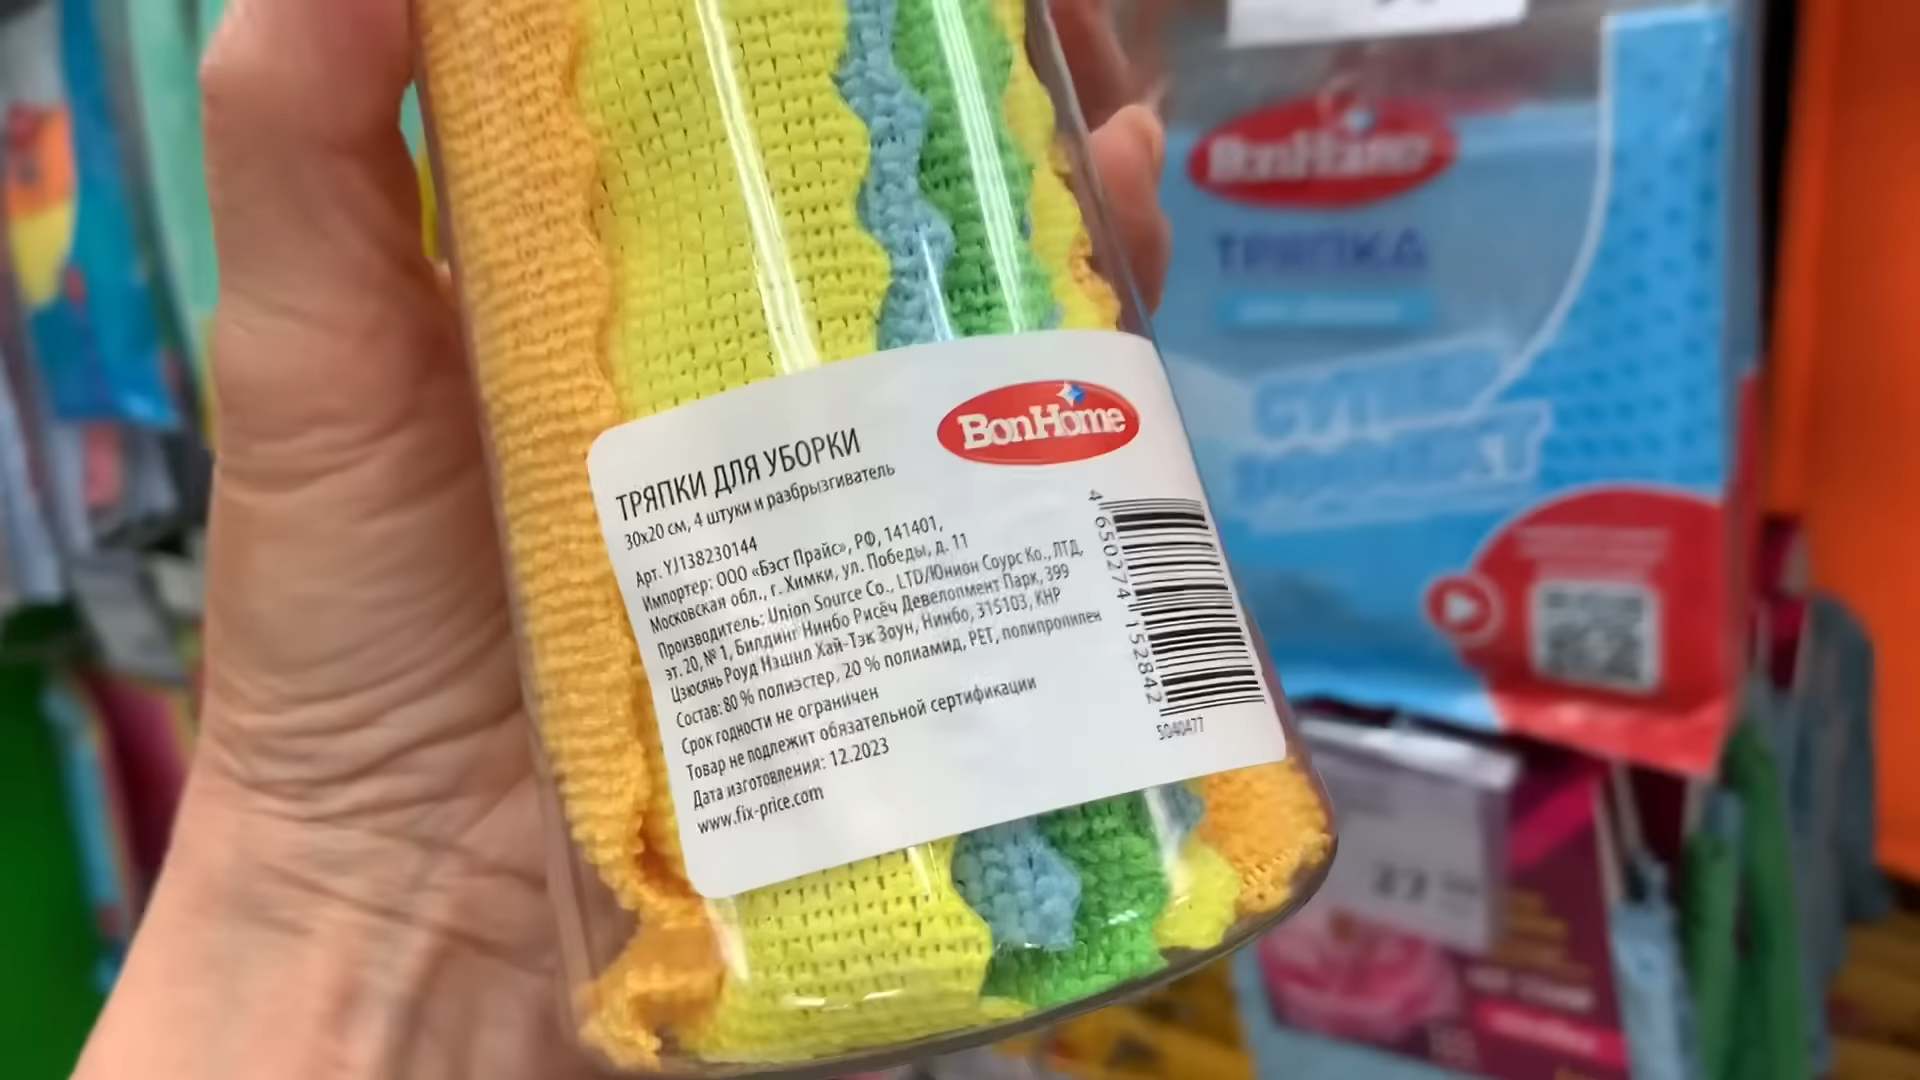 BonHome
ТРЯПКИ ДЛЯ УБОРКИ
30х20 см, 4 штуки и разбрызгиватель
Арт. YJ138230144
Импортер: ООО «Бэст Прайс», РФ, 141401,
Московская обл., г. Химки, ул. Победы, д. 11
Производитель: Union Source Co., LTD/Юнион Соурс Ко., ЛТД,
эт. 20, № 1, Билдинг Нинбо Рисёч Девелопмент Парк, 399
Цзюсянь Роуд Нэшнл Хай-Тэк Зоун, Нинбо, 315103, КНР
Состав: 80 % полиэстер, 20 % полиамид, PET, полипропилен
Срок годности не ограничен
Товар не подлежит обязательной сертификации
Дата изготовления: 12.2023
www.fix-price.com
4 650274 152842
5040477
BonHome
ТРЯПКА